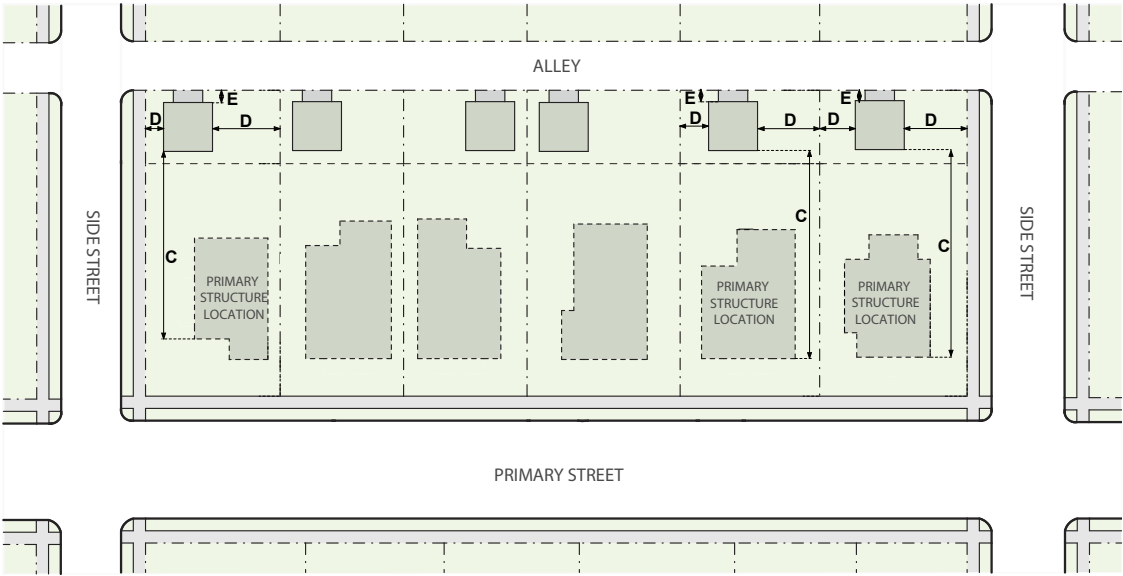 ALLEY
E
E
E
D
D
D
D
D
D
SIDE STREET
C
C
C
SIDE STREET
PRIMARY
STRUCTURE
LOCATION
PRIMARY
STRUCTURE
LOCATION
PRIMARY
STRUCTURE
LOCATION
PRIMARY STREET